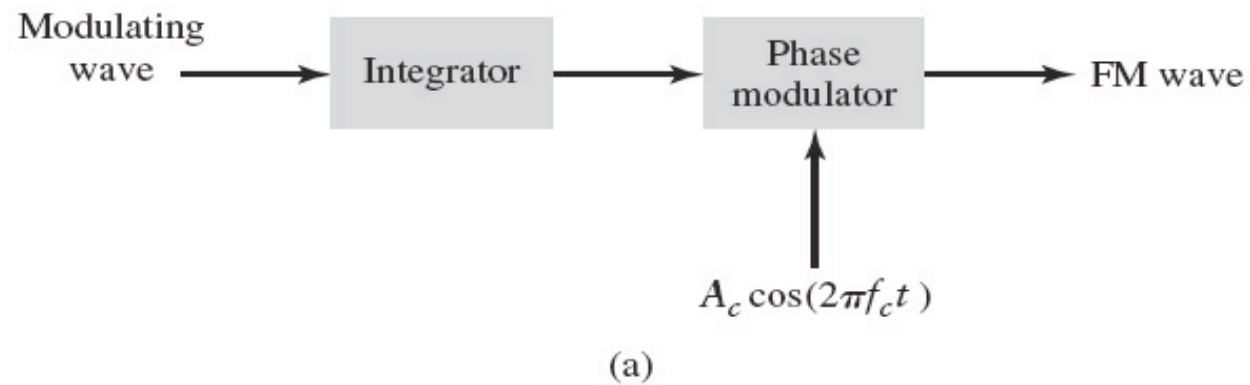 Modulating
wave
Integrator
Phase
modulator
FM wave
A_c cos(2πf_c t)
(a)